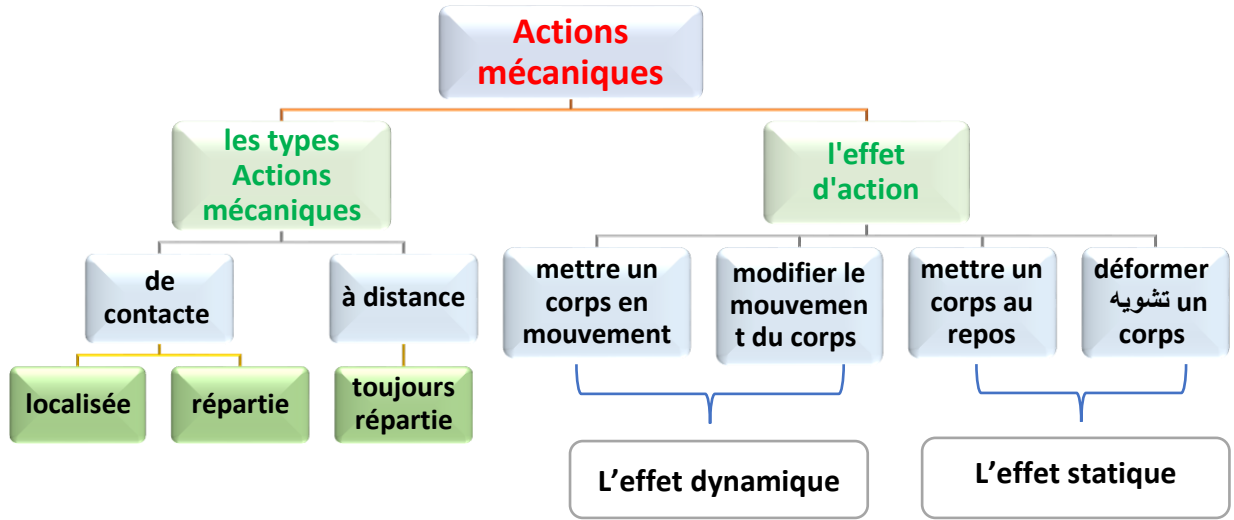 Actions
mécaniques
les types
Actions
mécaniques
l'effet
d'action
de
contacte
à distance
mettre un
corps en
mouvement
modifier le
mouvemen
t du corps
mettre un
corps au
repos
déformer
تشويه un
corps
localisée
répartie
toujours
répartie
L’effet dynamique
L’effet statique